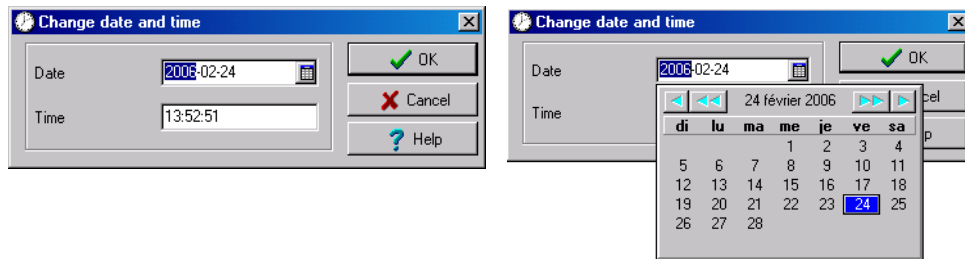 Change date and time
Date 2006-02-24
Time 13:52:51
OK
Cancel
Help
Change date and time
Date 2006-02-24
Time
OK
cel
p
24 février 2006
di lu ma me je ve sa
1 2 3 4
5 6 7 8 9 10 11
12 13 14 15 16 17 18
19 20 21 22 23 24 25
26 27 28